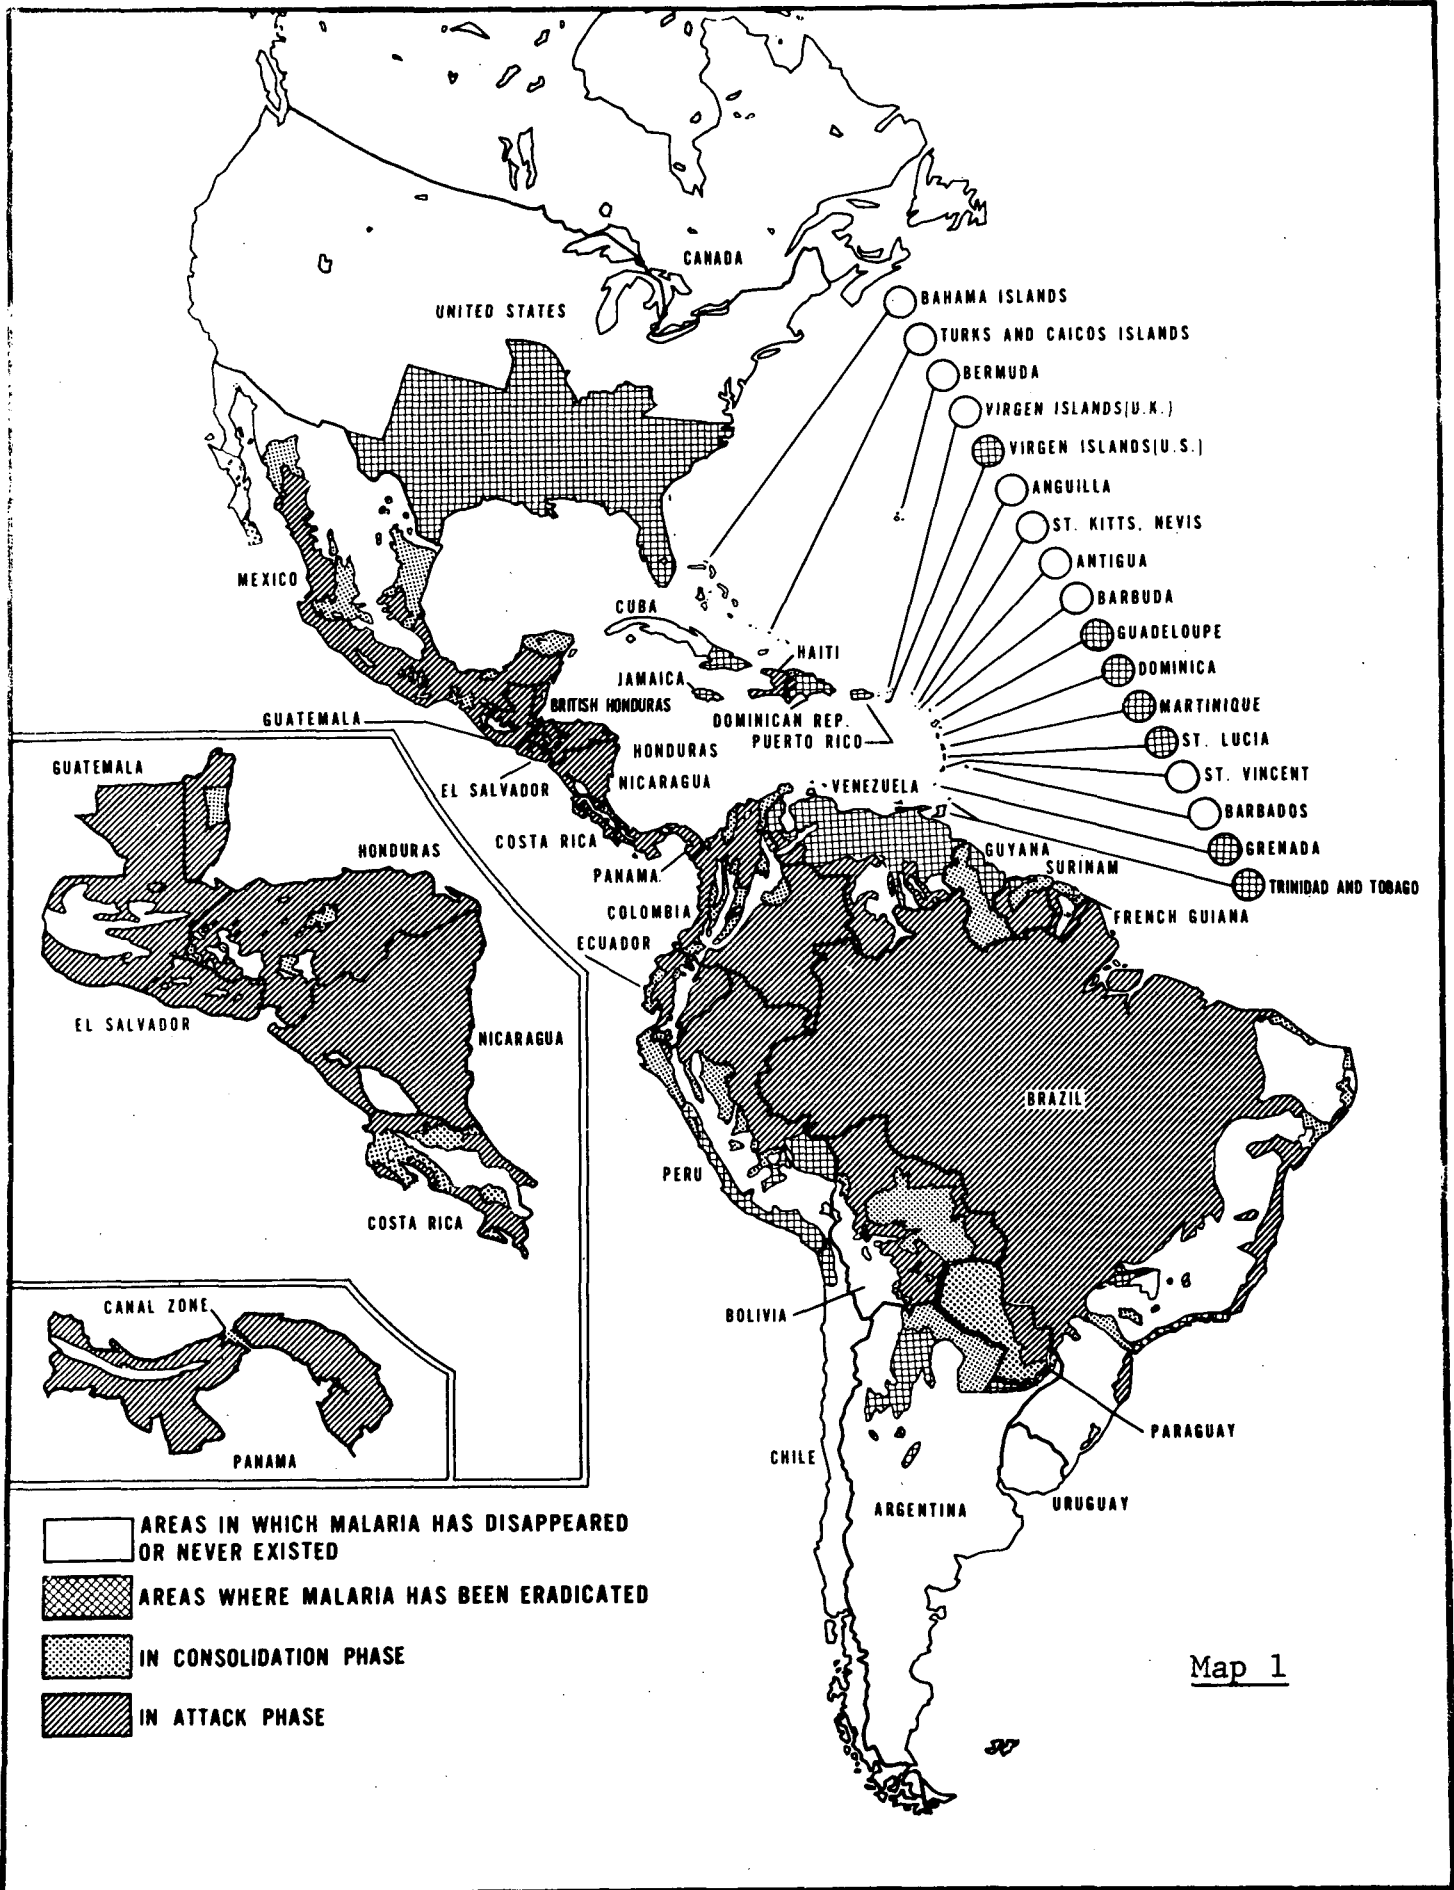 CANADA
UNITED STATES
BAHAMA ISLANDS
TURKS AND CAICOS ISLANDS
BERMUDA
VIRGEN ISLANDS(U.K.)
VIRGEN ISLANDS(U.S.)
ANGUILLA
ST. KITTS, NEVIS
ANTIGUA
BARBUDA
GUADELOUPE
DOMINICA
MARTINIQUE
ST. LUCIA
ST. VINCENT
BARBADOS
GRENADA
TRINIDAD AND TOBAGO
MEXICO
CUBA
HAITI
JAMAICA
BRITISH HONDURAS
DOMINICAN REP.
PUERTO RICO
GUATEMALA
HONDURAS
NICARAGUA
EL SALVADOR
VENEZUELA
COSTA RICA
PANAMA
GUYANA
SURINAM
FRENCH GUIANA
COLOMBIA
ECUADOR
BRAZIL
PERU
BOLIVIA
PARAGUAY
CHILE
ARGENTINA
URUGUAY
GUATEMALA
HONDURAS
EL SALVADOR
NICARAGUA
COSTA RICA
CANAL ZONE
PANAMA
AREAS IN WHICH MALARIA HAS DISAPPEARED
OR NEVER EXISTED
AREAS WHERE MALARIA HAS BEEN ERADICATED
IN CONSOLIDATION PHASE
IN ATTACK PHASE
Map 1